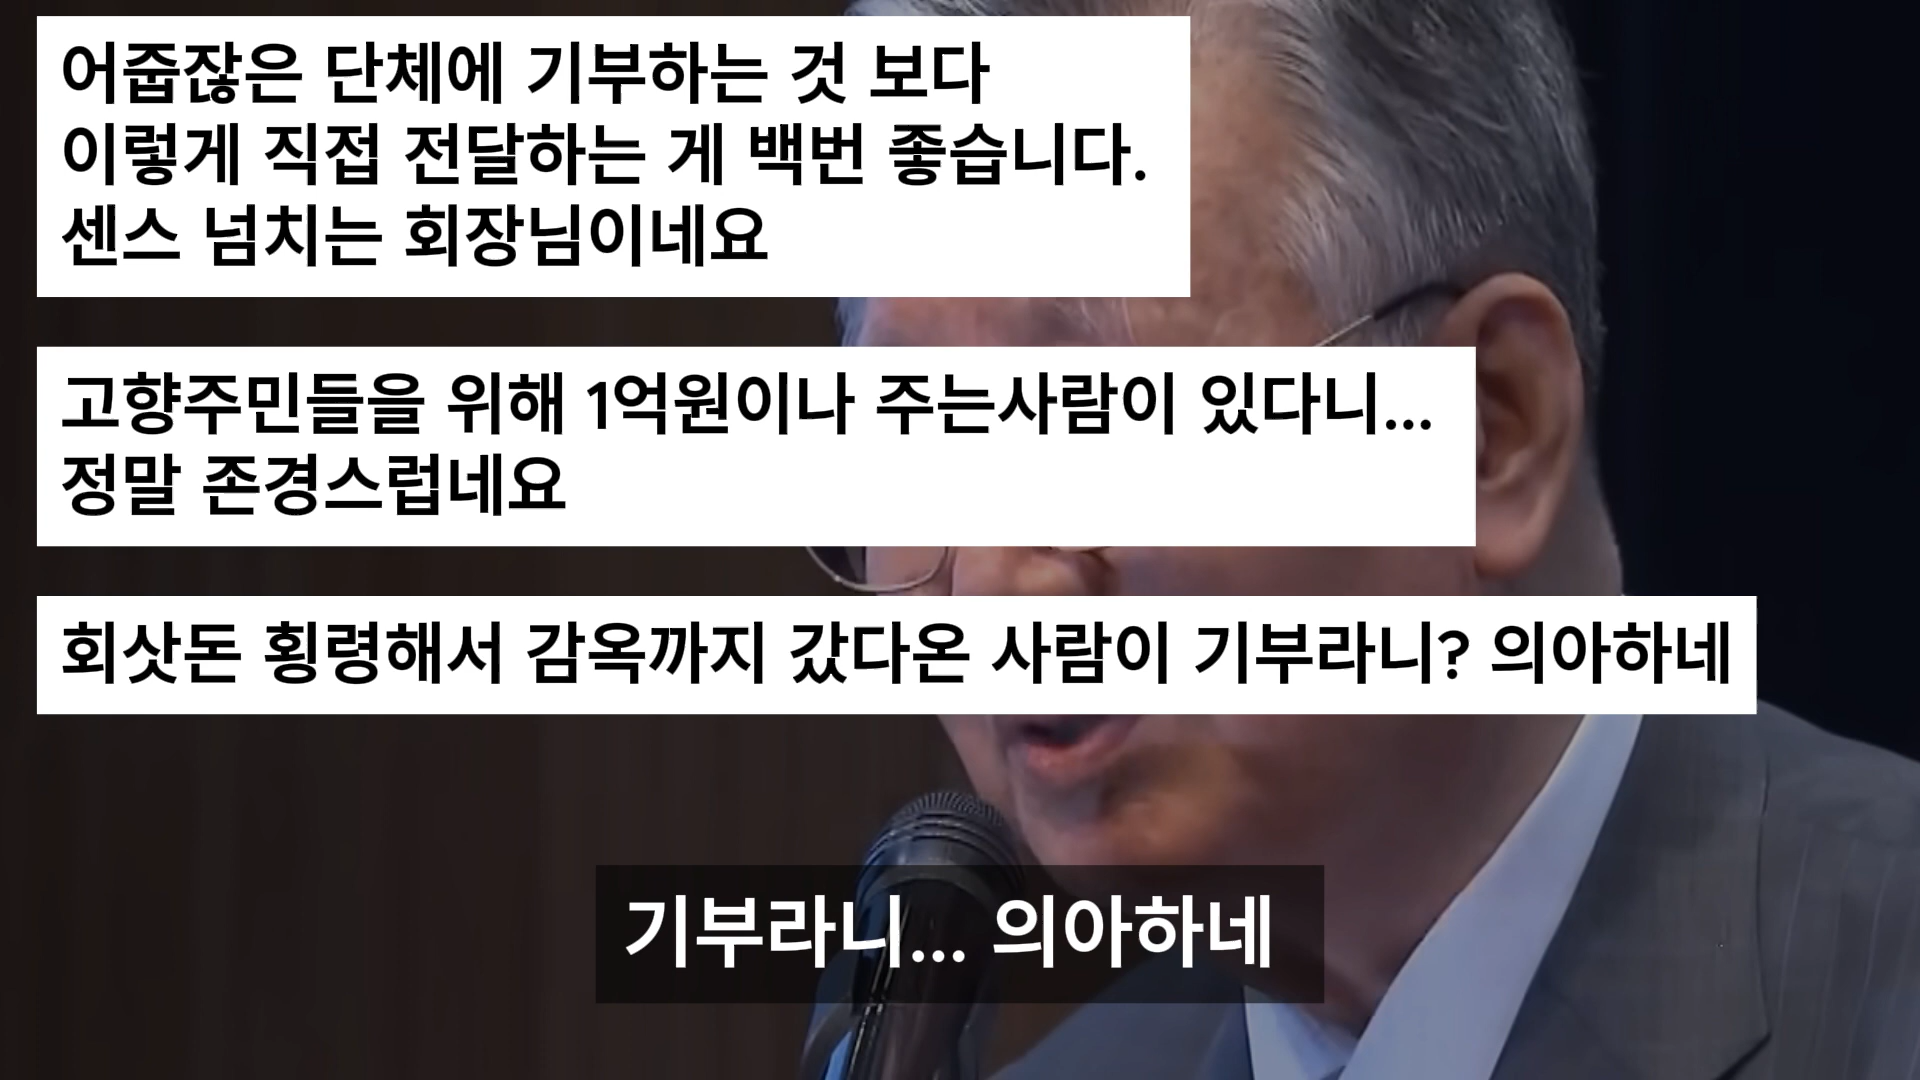 어줍잖은 단체에 기부하는 것 보다
이렇게 직접 전달하는 게 백번 좋습니다.
센스 넘치는 회장님이네요
고향주민들을 위해 1억원이나 주는사람이 있다니...
정말 존경스럽네요
회삿돈 횡령해서 감옥까지 갔다온 사람이 기부라니? 의아하네
기부라니... 의아하네